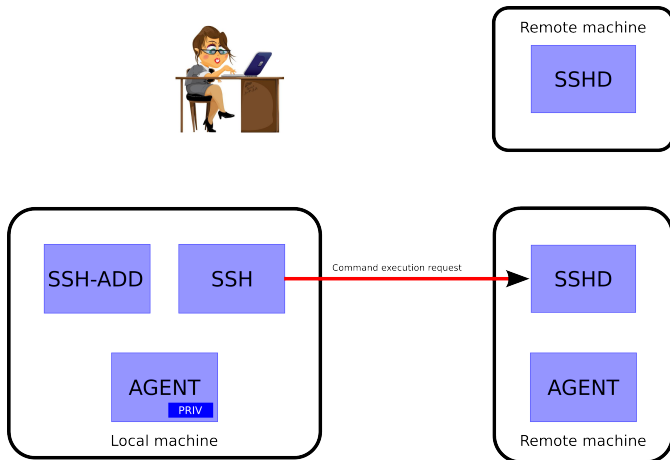 Remote machine
SSHD
SSH-ADD
SSH
Command execution request
SSHD
AGENT
PRIV
AGENT
Local machine
Remote machine